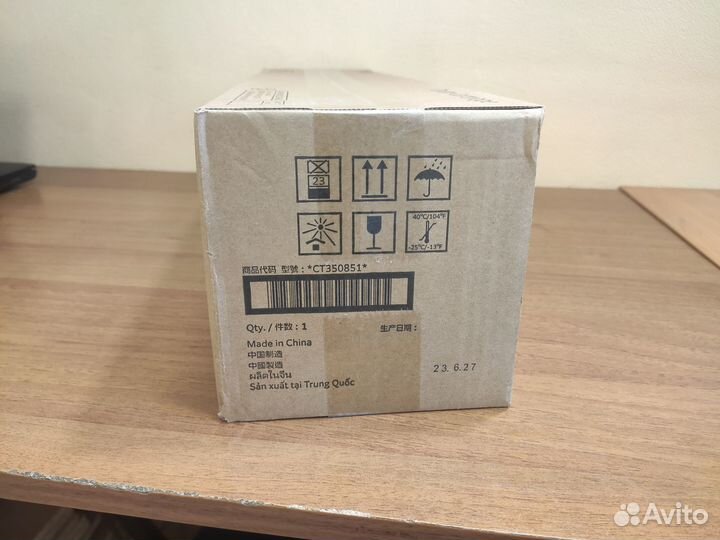 23
40°C/104°F
-25°C/-13°F
商品代码 型號：*CT350851*
Qty. / 件数：1
生产日期：
Made in China
中国制造
中國製造
ผลิตในจีน
Sản xuất tại Trung Quốc
23. 6.27
Avito